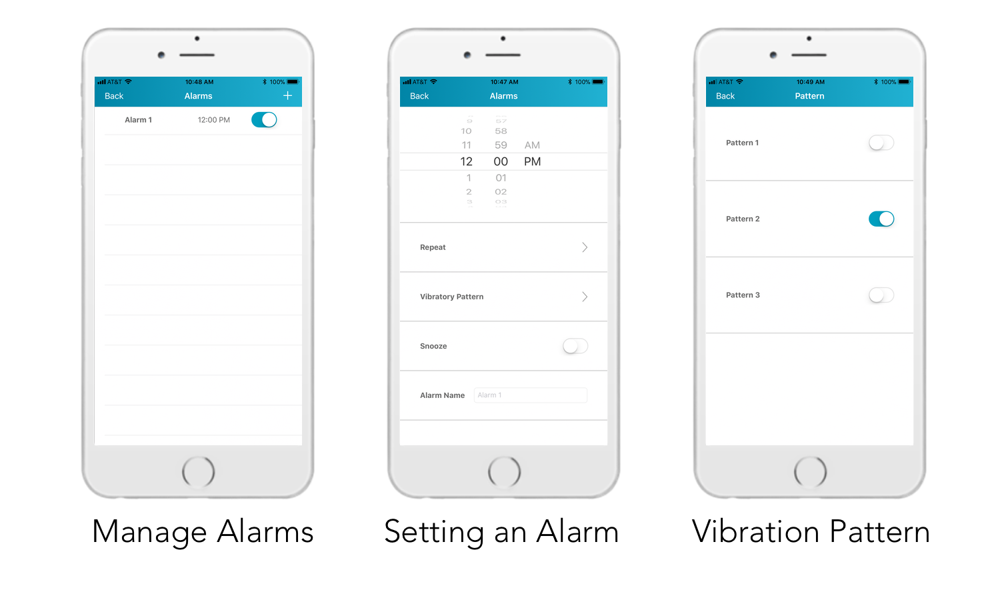 AT&T 10:48 AM 100%
Back Alarms +
Alarm 1 12:00 PM
Manage Alarms
AT&T 10:47 AM 100%
Back Alarms
9 57
10 58
11 59 AM
12 00 PM
1 01
2 02
3 03
Repeat
Vibratory Pattern
Snooze
Alarm Name Alarm 1
Setting an Alarm
AT&T 10:49 AM 100%
Back Pattern
Pattern 1
Pattern 2
Pattern 3
Vibration Pattern